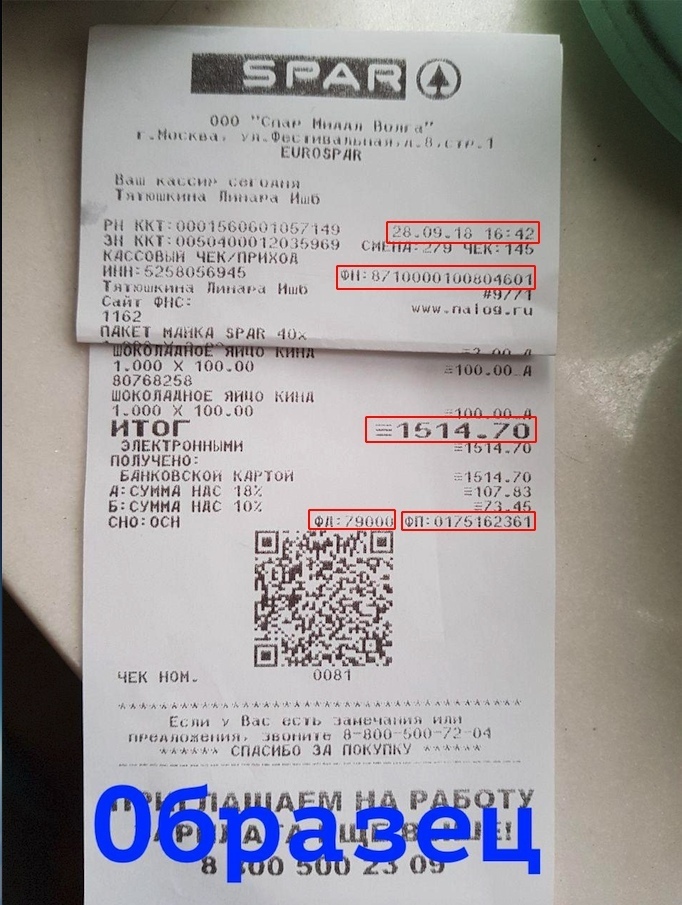 SPAR
ООО "Спар Миддл Волга"
г.Москва, ул.Фестивальная,д.8,стр.1
EUROSPAR
Ваш кассир сегодня
Тятюшкина Линара Ишб
РН ККТ:0001560601057149 28.09.18 16:42
ЗН ККТ:0050400012035969 СМЕНА:279 ЧЕК:145
КАССОВЫЙ ЧЕК/ПРИХОД
ИНН:5258056945 ФН:8710000100804601
Тятюшкина Линара Ишб #9771
Сайт ФНС: www.nalog.ru
1162
ПАКЕТ МАЙКА SPAR 40х
ШОКОЛАДНОЕ ЯЙЦО КИНД
1.000 X 100.00 =100.00 А
80768258
ШОКОЛАДНОЕ ЯЙЦО КИНД
1.000 X 100.00 =100.00 А
ИТОГ ≡1514.70
ЭЛЕКТРОННЫМИ ≡1514.70
ПОЛУЧЕНО:
БАНКОВСКОЙ КАРТОЙ ≡1514.70
А:СУММА НДС 18% ≡107.83
Б:СУММА НДС 10% ≡73.45
СНО:ОСН ФД:79000 ФП:0175162361
ЧЕК НОМ. 0081
************************************
Если у Вас есть замечания или
предложения, звоните 8-800-500-72-04
****** СПАСИБО ЗА ПОКУПКУ ******
ПРИГЛАШАЕМ НА РАБОТУ
Образец
8 800 500 23 09